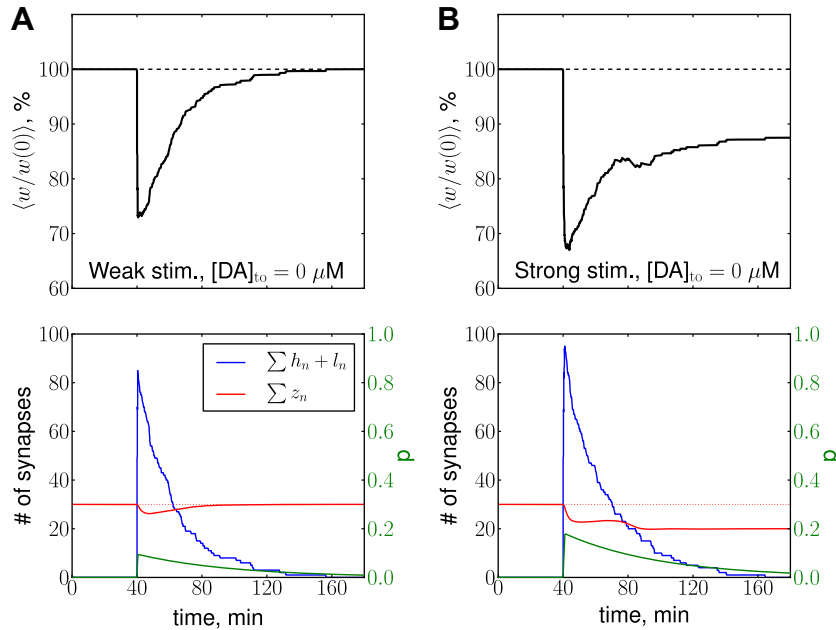 A
B
⟨w/w(0)⟩, %
100
90
80
70
60
Weak stim., [DA]to = 0 μM
⟨w/w(0)⟩, %
100
90
80
70
60
Strong stim., [DA]to = 0 μM
# of synapses
100
80
60
40
20
0
∑ hn + ln
∑ zn
1.0
0.8
0.6
0.4
0.2
0.0
p
0 40 80 120 160
time, min
# of synapses
100
80
60
40
20
0
1.0
0.8
0.6
0.4
0.2
0.0
p
0 40 80 120 160
time, min